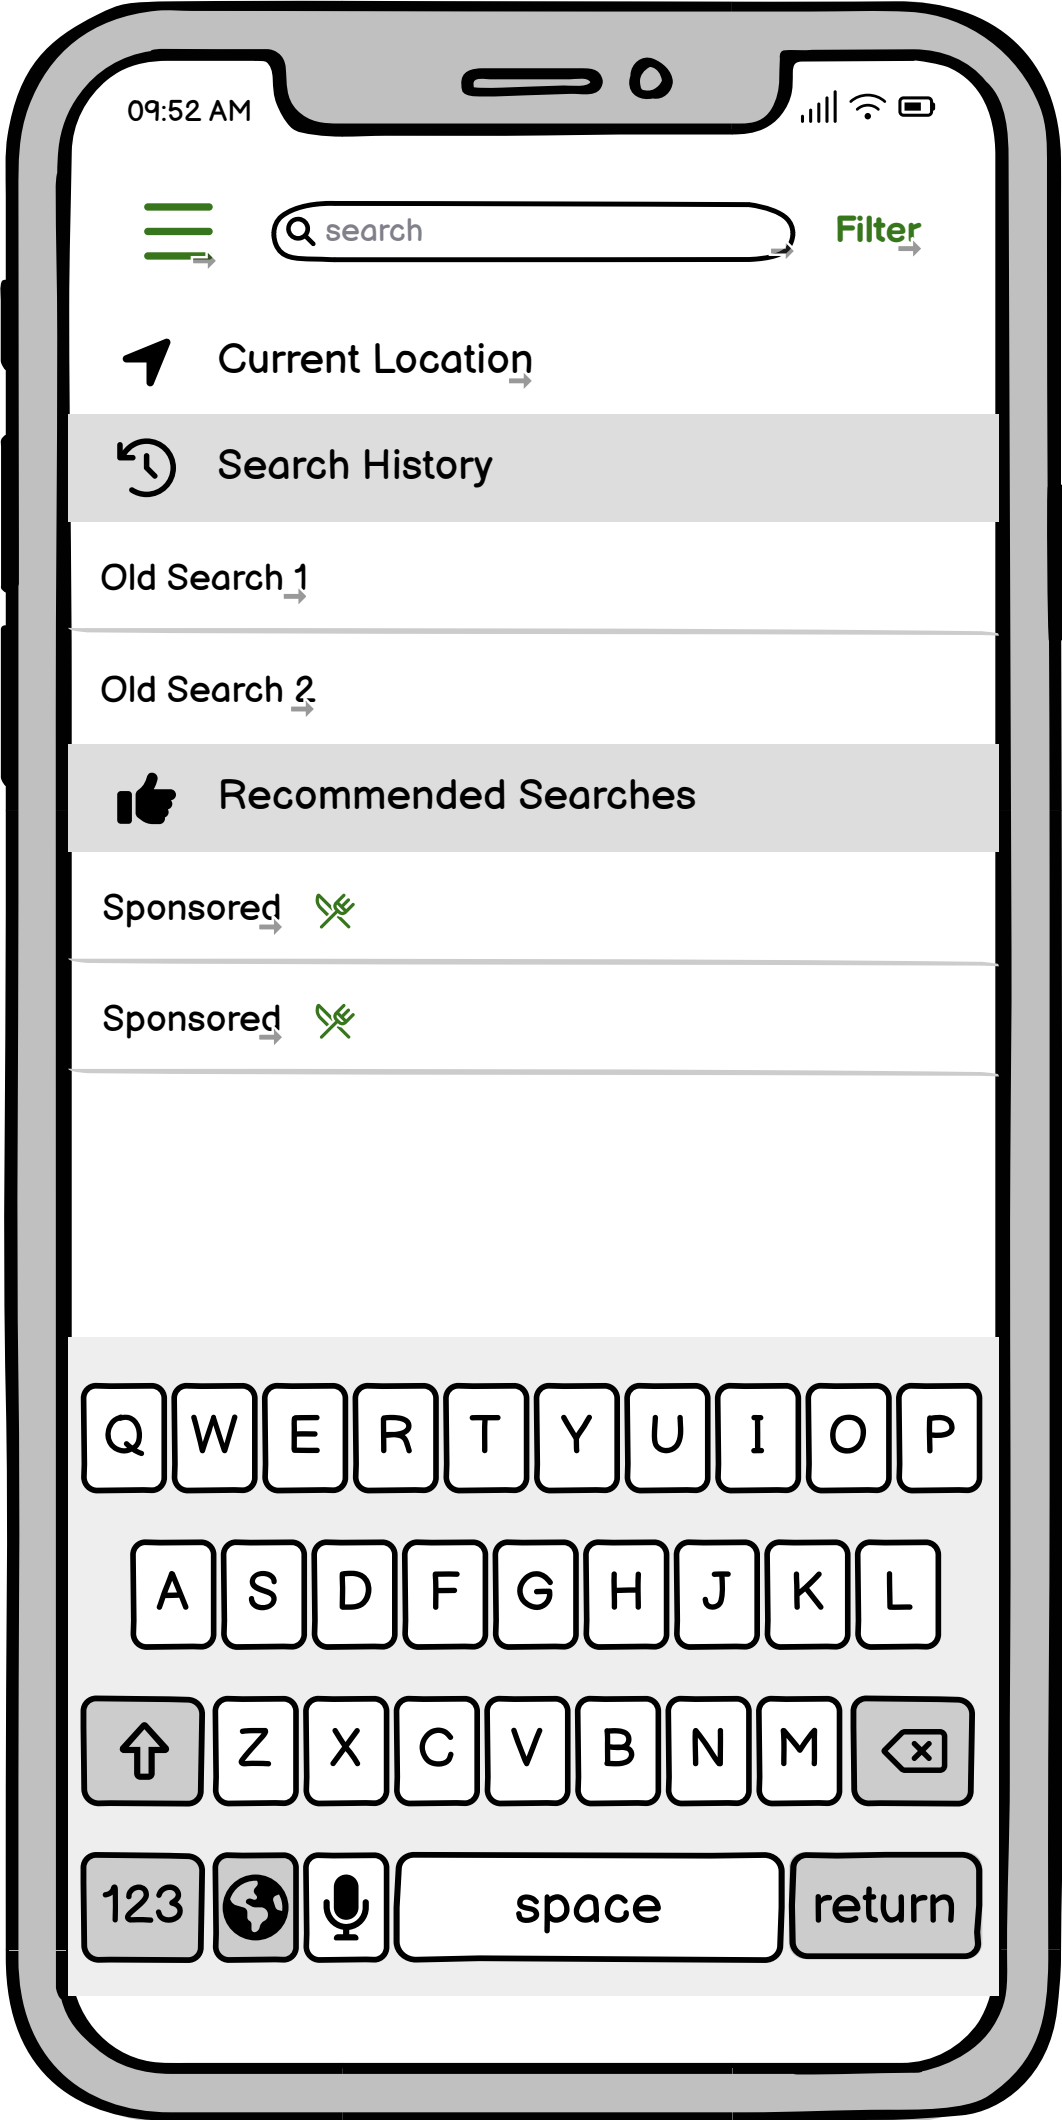 09:52 AM
search
Filter
Current Location
Search History
Old Search 1
Old Search 2
Recommended Searches
Sponsored
Sponsored
Q W E R T Y U I O P
A S D F G H J K L
Z X C V B N M
123 space return